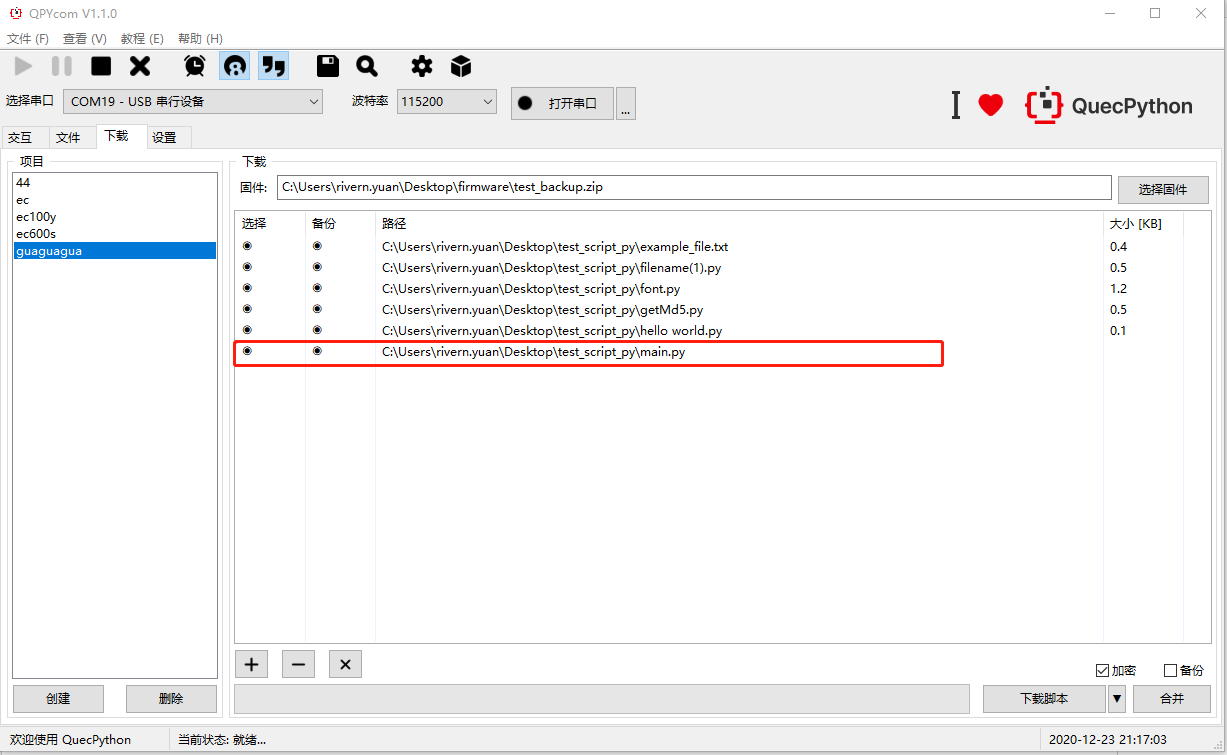 QPYcom V1.1.0
文件 (F) 查看 (V) 教程 (E) 帮助 (H)
选择串口 COM19 - USB 串行设备 波特率 115200 打开串口 ... I QuecPython
交互 文件 下载 设置
项目
44
ec
ec100y
ec600s
guaguagua
创建 删除
下载
固件: C:\Users\rivern.yuan\Desktop\firmware\test_backup.zip 选择固件
选择 备份 路径 大小 [KB]
C:\Users\rivern.yuan\Desktop\test_script_py\example_file.txt 0.4
C:\Users\rivern.yuan\Desktop\test_script_py\filename(1).py 0.5
C:\Users\rivern.yuan\Desktop\test_script_py\font.py 1.2
C:\Users\rivern.yuan\Desktop\test_script_py\getMd5.py 0.5
C:\Users\rivern.yuan\Desktop\test_script_py\hello world.py 0.1
C:\Users\rivern.yuan\Desktop\test_script_py\main.py
加密 备份
下载脚本 合并
欢迎使用 QuecPython 当前状态: 就绪... 2020-12-23 21:17:03